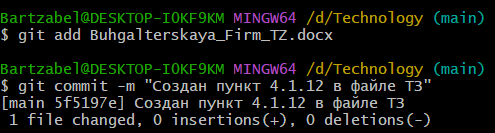 Bartzabel@DESKTOP-IOKF9KM MINGW64 /d/Technology (main)
$ git add Buhgalterskaya_Firm_TZ.docx
Bartzabel@DESKTOP-IOKF9KM MINGW64 /d/Technology (main)
$ git commit -m "Создан пункт 4.1.12 в файле ТЗ"
[main 5f5197e] Создан пункт 4.1.12 в файле ТЗ
1 file changed, 0 insertions(+), 0 deletions(-)